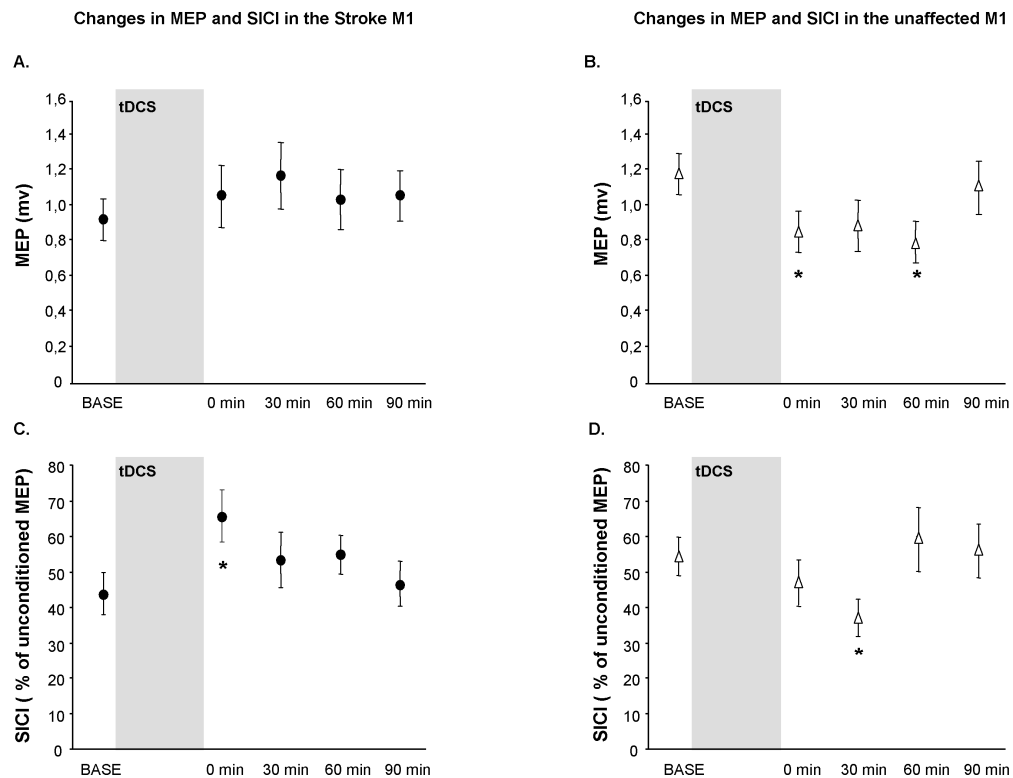 Changes in MEP and SICI in the Stroke M1
Changes in MEP and SICI in the unaffected M1
A.
MEP (mv)
1,6
1,4
1,2
1,0
0,8
0,6
0,4
0,2
0
tDCS
BASE 0 min 30 min 60 min 90 min
B.
MEP (mv)
1,6
1,4
1,2
1,0
0,8
0,6
0,4
0,2
0
tDCS
*
*
BASE 0 min 30 min 60 min 90 min
C.
SICI ( % of unconditioned MEP)
80
70
60
50
40
30
20
10
0
tDCS
*
BASE 0 min 30 min 60 min 90 min
D.
SICI ( % of unconditioned MEP)
80
70
60
50
40
30
20
10
0
tDCS
*
BASE 0 min 30 min 60 min 90 min